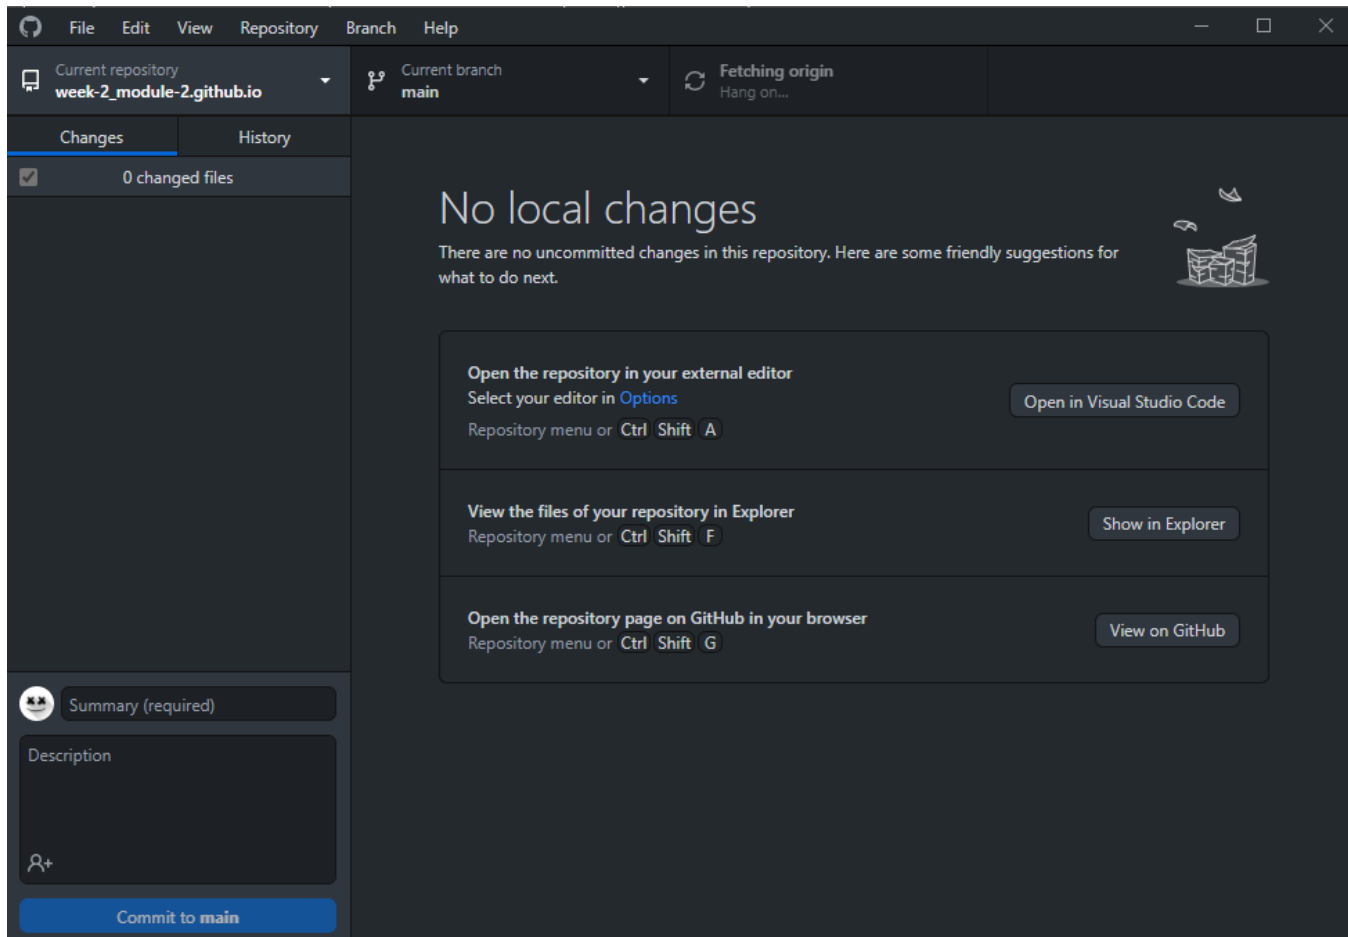 File Edit View Repository Branch Help
Current repository
week-2_module-2.github.io
Current branch
main
Fetching origin
Hang on...
Changes History
0 changed files
No local changes
There are no uncommitted changes in this repository. Here are some friendly suggestions for
what to do next.
Open the repository in your external editor
Select your editor in Options
Repository menu or Ctrl Shift A
Open in Visual Studio Code
View the files of your repository in Explorer
Repository menu or Ctrl Shift F
Show in Explorer
Open the repository page on GitHub in your browser
Repository menu or Ctrl Shift G
View on GitHub
Summary (required)
Description
Commit to main